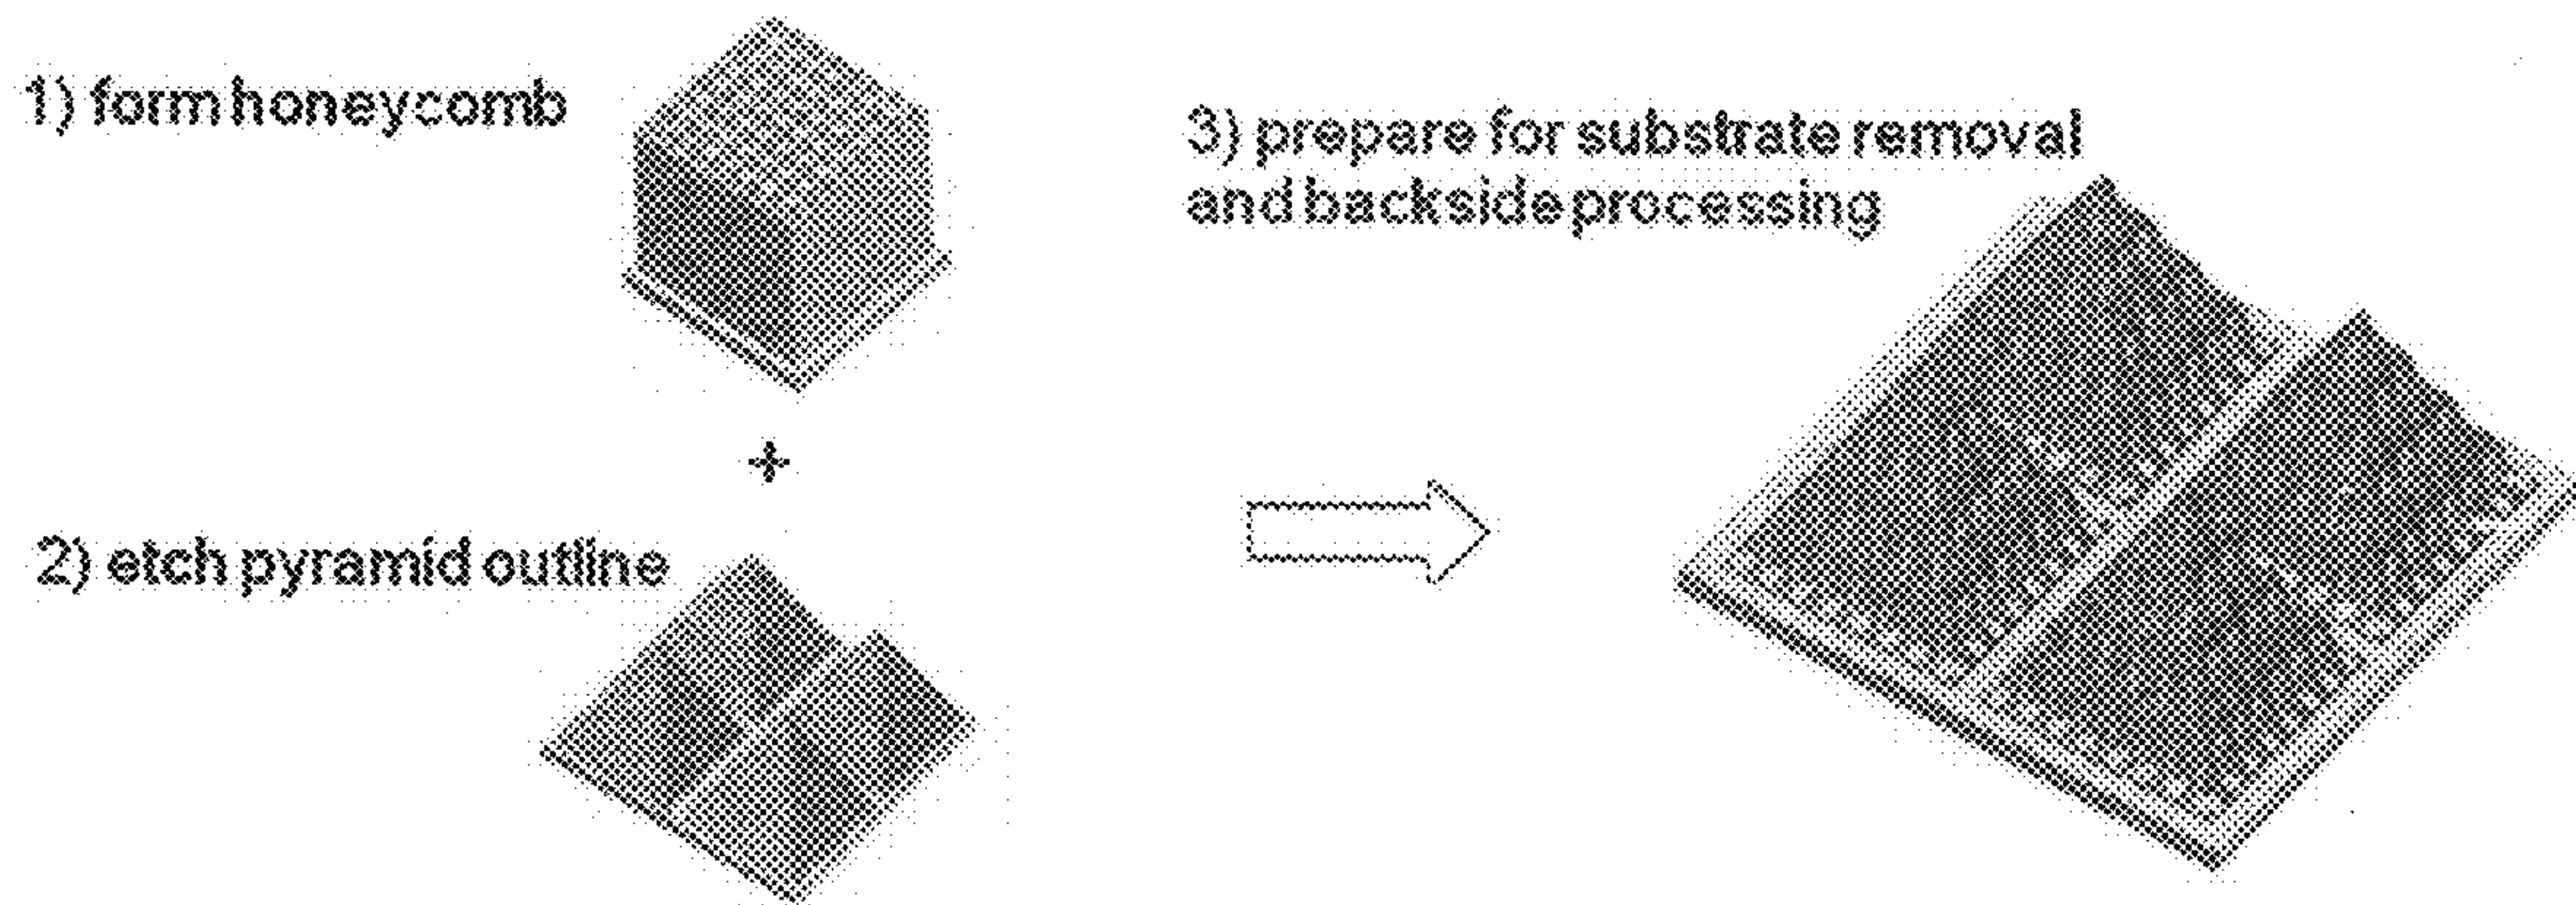 1) form honeycomb
3) prepare for substrate removal
and backside processing
+
2) etch pyramid outline